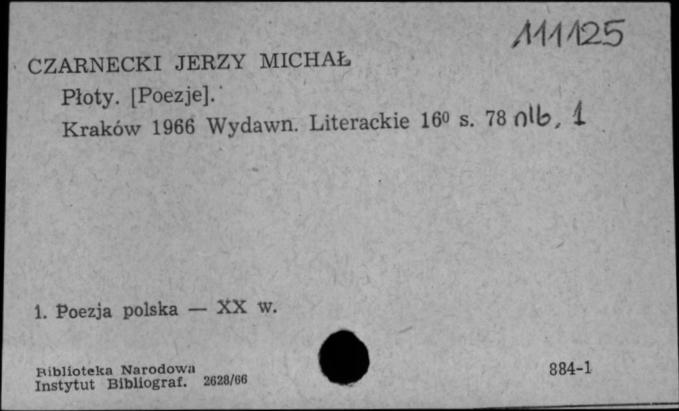 111125
CZARNECKI JERZY MICHAŁ
Płoty. [Poezje].
Kraków 1966 Wydawn. Literackie 16⁰ s. 78 nlb, 1
1. Poezja polska — XX w.
Biblioteka Narodowa
Instytut Bibliograf. 2628/66
884-1